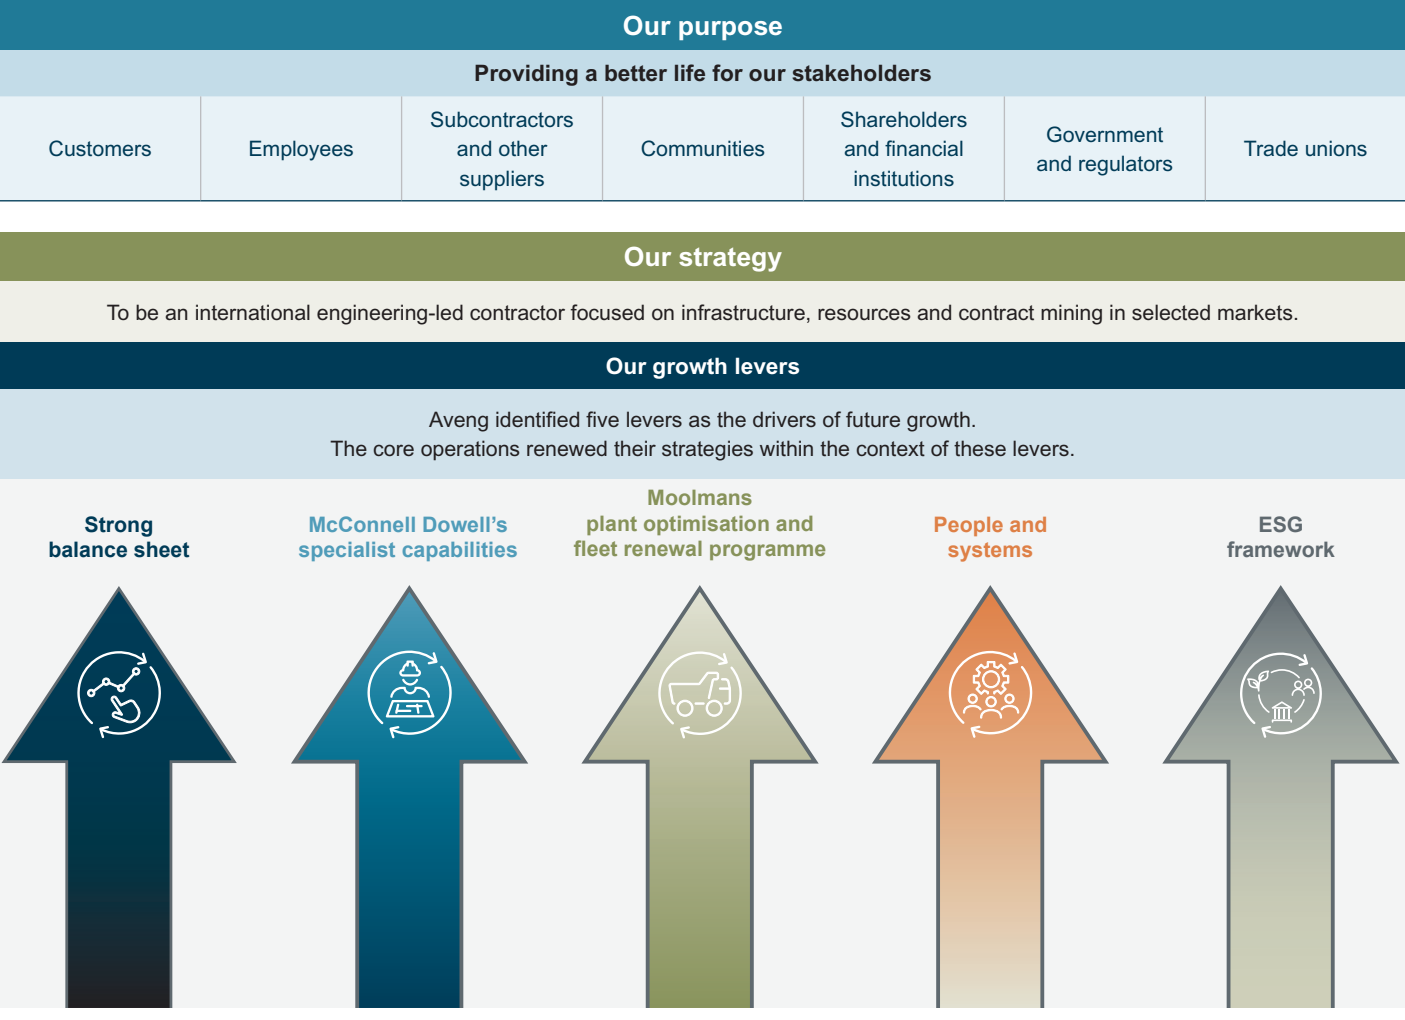 Our purpose
Providing a better life for our stakeholders
Customers
Employees
Subcontractors
and other
suppliers
Communities
Shareholders
and financial
institutions
Government
and regulators
Trade unions
Our strategy
To be an international engineering-led contractor focused on infrastructure, resources and contract mining in selected markets.
Our growth levers
Aveng identified five levers as the drivers of future growth.
The core operations renewed their strategies within the context of these levers.
Strong
balance sheet
McConnell Dowell’s
specialist capabilities
Moolmans
plant optimisation and
fleet renewal programme
People and
systems
ESG
framework